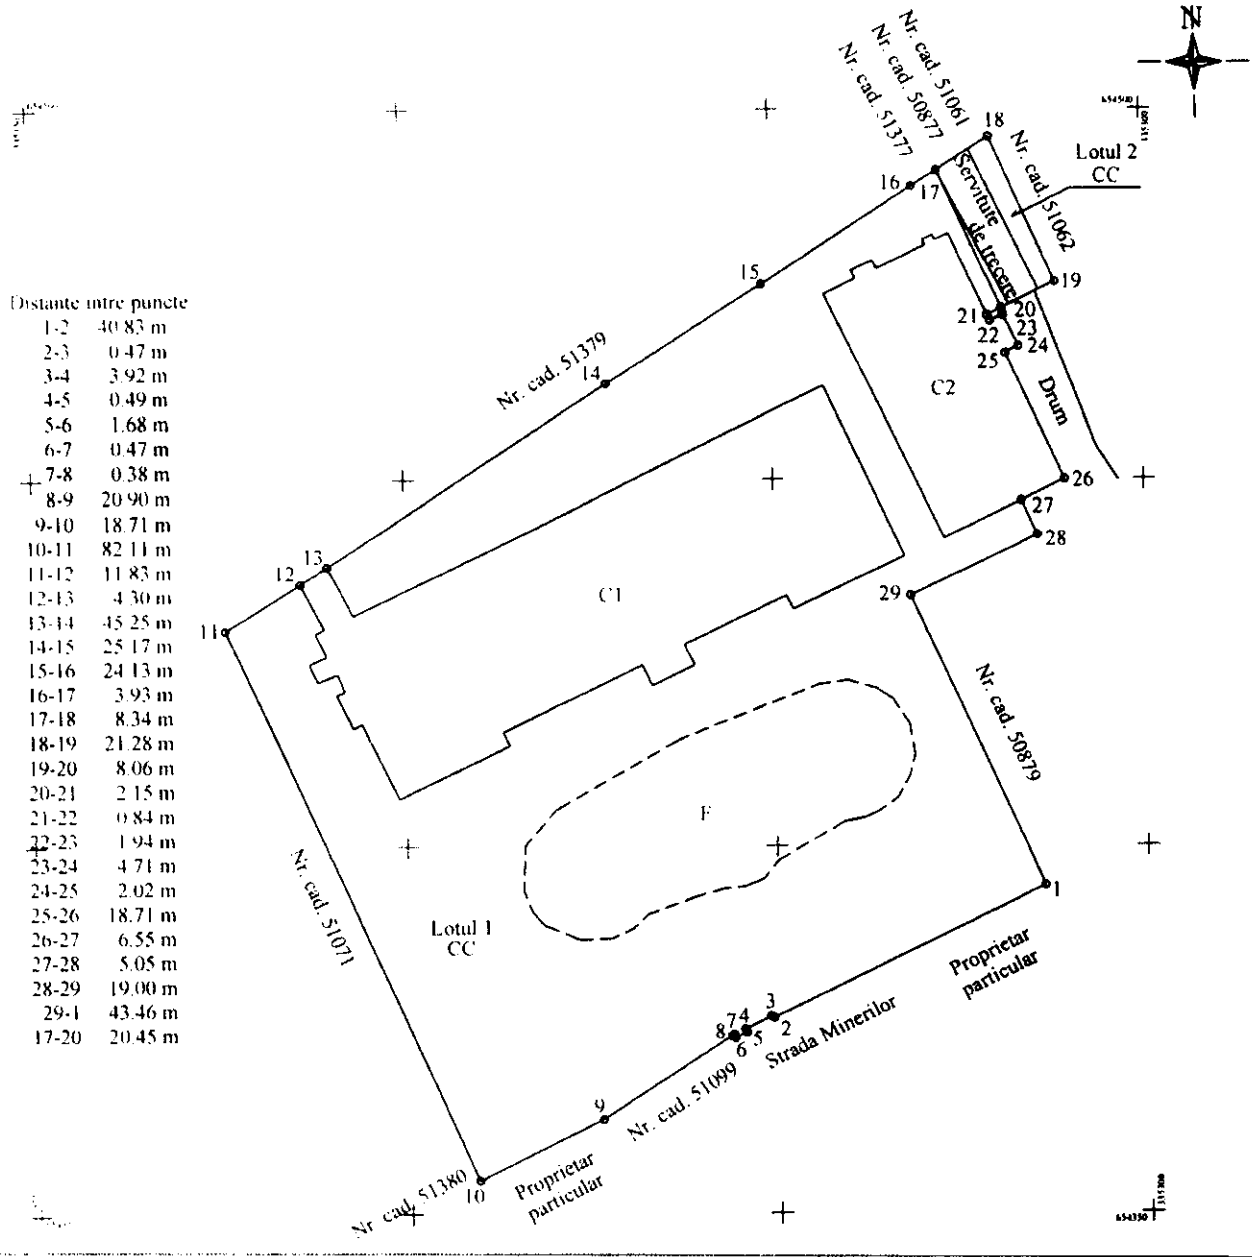 N
Nr. cad. 51061
Nr. cad. 50877
Nr. cad. 51377
654500
335300
18
Nr. cad. 51062
Lotul 2
CC
16
17
Servitute
de trecere
15
19
20
21
22
23
24
25
Drum
C2
14
Nr. cad. 51379
26
27
28
29
13
12
11
C1
Distante intre puncte
1-2 40.83 m
2-3 0.47 m
3-4 3.92 m
4-5 0.49 m
5-6 1.68 m
6-7 0.47 m
7-8 0.38 m
8-9 20.90 m
9-10 18.71 m
10-11 82.11 m
11-12 11.83 m
12-13 4.30 m
13-14 45.25 m
14-15 25.17 m
15-16 24.13 m
16-17 3.93 m
17-18 8.34 m
18-19 21.28 m
19-20 8.06 m
20-21 2.15 m
21-22 0.84 m
22-23 1.94 m
23-24 4.71 m
24-25 2.02 m
25-26 18.71 m
26-27 6.55 m
27-28 5.05 m
28-29 19.00 m
29-1 43.46 m
17-20 20.45 m
Nr. cad. 50879
F
1
Nr. cad. 51071
Lotul 1
CC
Proprietar
particular
3
2
4
5
7
8
6
Strada Minerilor
Nr. cad. 51099
9
10
Nr. cad. 51380
Proprietar
particular
654350
335300